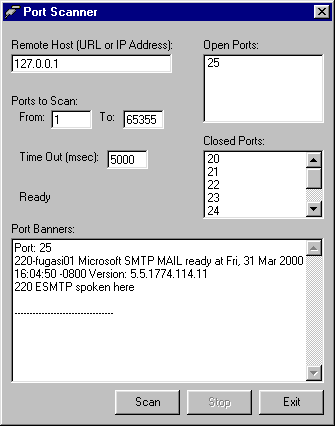 Port Scanner
Remote Host (URL or IP Address):
127.0.0.1
Open Ports:
25
Ports to Scan:
From: 1 To: 65355
Time Out (msec): 5000
Closed Ports:
20
21
22
23
24
Ready
Port Banners:
Port: 25
220-fugasi01 Microsoft SMTP MAIL ready at Fri, 31 Mar 2000
16:04:50 -0800 Version: 5.5.1774.114.11
220 ESMTP spoken here
--------------------------------
Scan Stop Exit